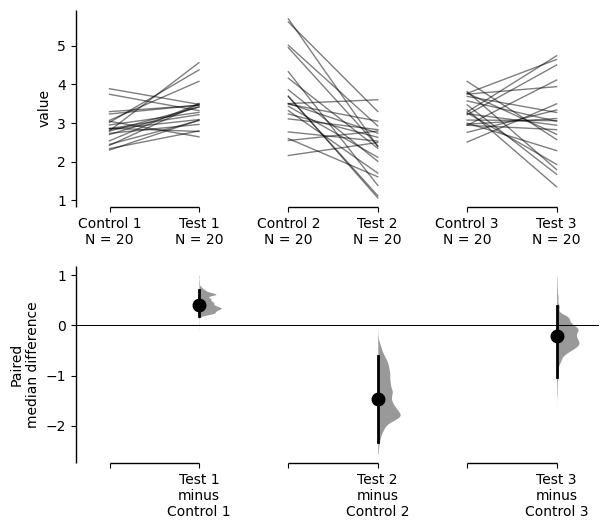 value
5
4
3
2
1
Control 1 Test 1 Control 2 Test 2 Control 3 Test 3
N = 20 N = 20 N = 20 N = 20 N = 20 N = 20
Paired
median difference
1
0
−1
−2
Test 1 Test 2 Test 3
minus minus minus
Control 1 Control 2 Control 3